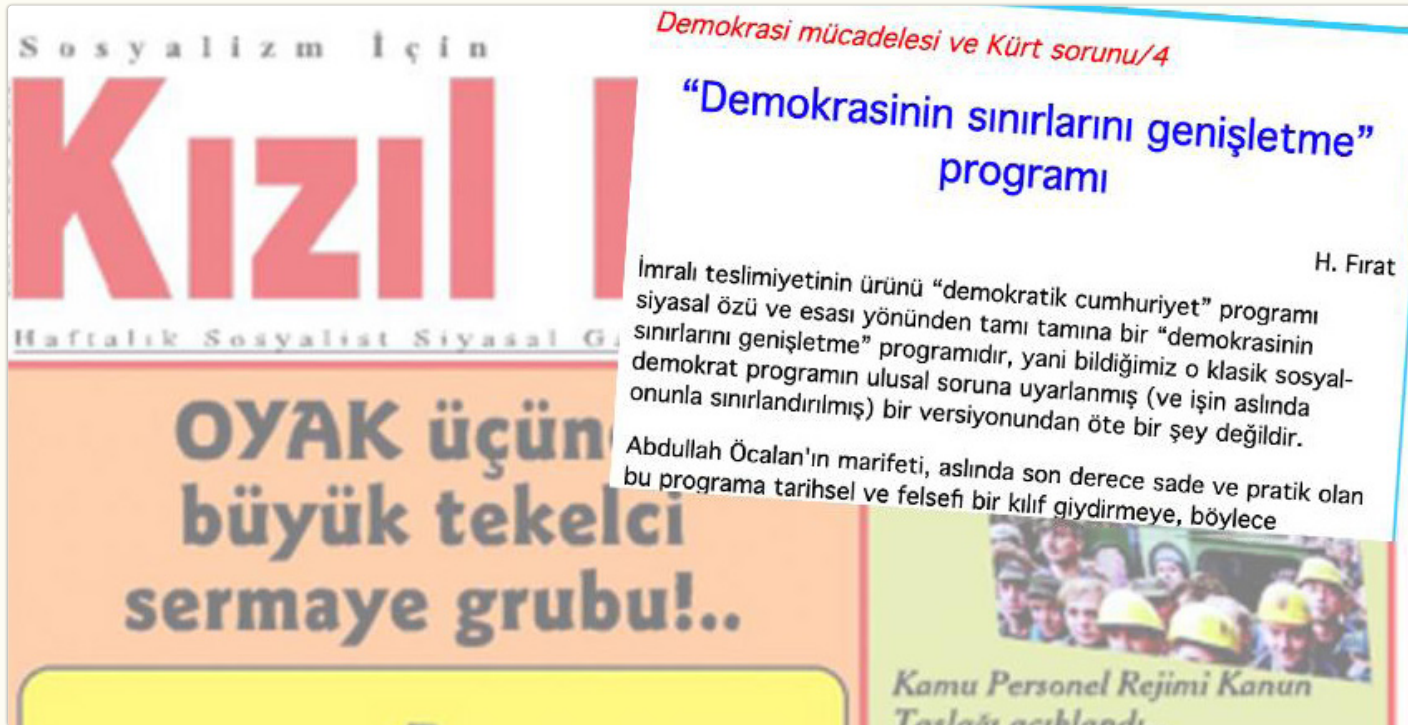 Sosyalizm İçin
Kızıl
Haftalık Sosyalist Siyasal
OYAK
büyük tekelci
sermaye grubu!..
Demokrasi mücadelesi ve Kürt sorunu/4
“Demokrasinin sınırlarını genişletme”
programı
H. Fırat
İmralı teslimiyetinin ürünü “demokratik cumhuriyet” programı
siyasal özü ve esası yönünden tamı tamına bir “demokrasinin
sınırlarını genişletme” programıdır, yani bildiğimiz o klasik sosyal-
demokrat programın ulusal soruna uyarlanmış (ve işin aslında
onunla sınırlandırılmış) bir versiyonundan öte bir şey değildir.
Abdullah Öcalan'ın marifeti, aslında son derece sade ve pratik olan
bu programa tarihsel ve felsefi bir kılıf giydirmeye, böylece
Kamu Personel Rejimi Kanun